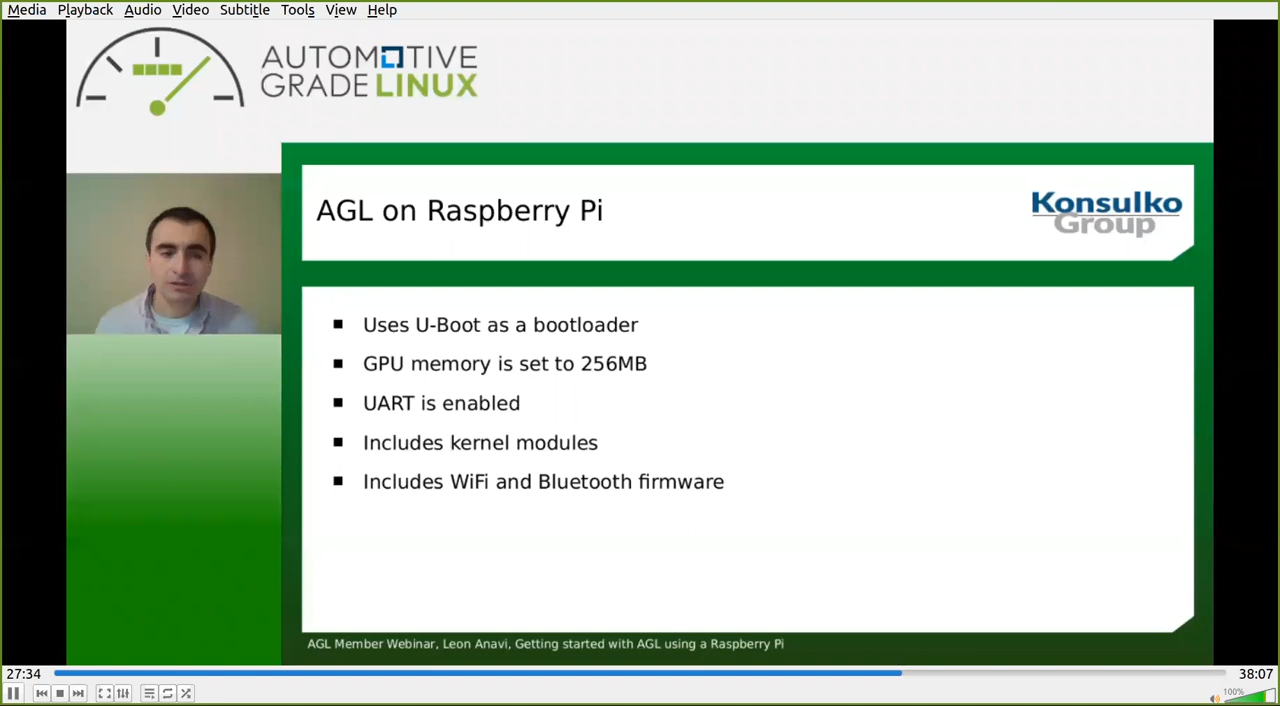 Media Playback Audio Video Subtitle Tools View Help
AUTOMOTIVE
GRADE LINUX
AGL on Raspberry Pi
Konsulko
Group
Uses U-Boot as a bootloader
GPU memory is set to 256MB
UART is enabled
Includes kernel modules
Includes WiFi and Bluetooth firmware
AGL Member Webinar, Leon Anavi, Getting started with AGL using a Raspberry Pi
27:34 38:07
100%